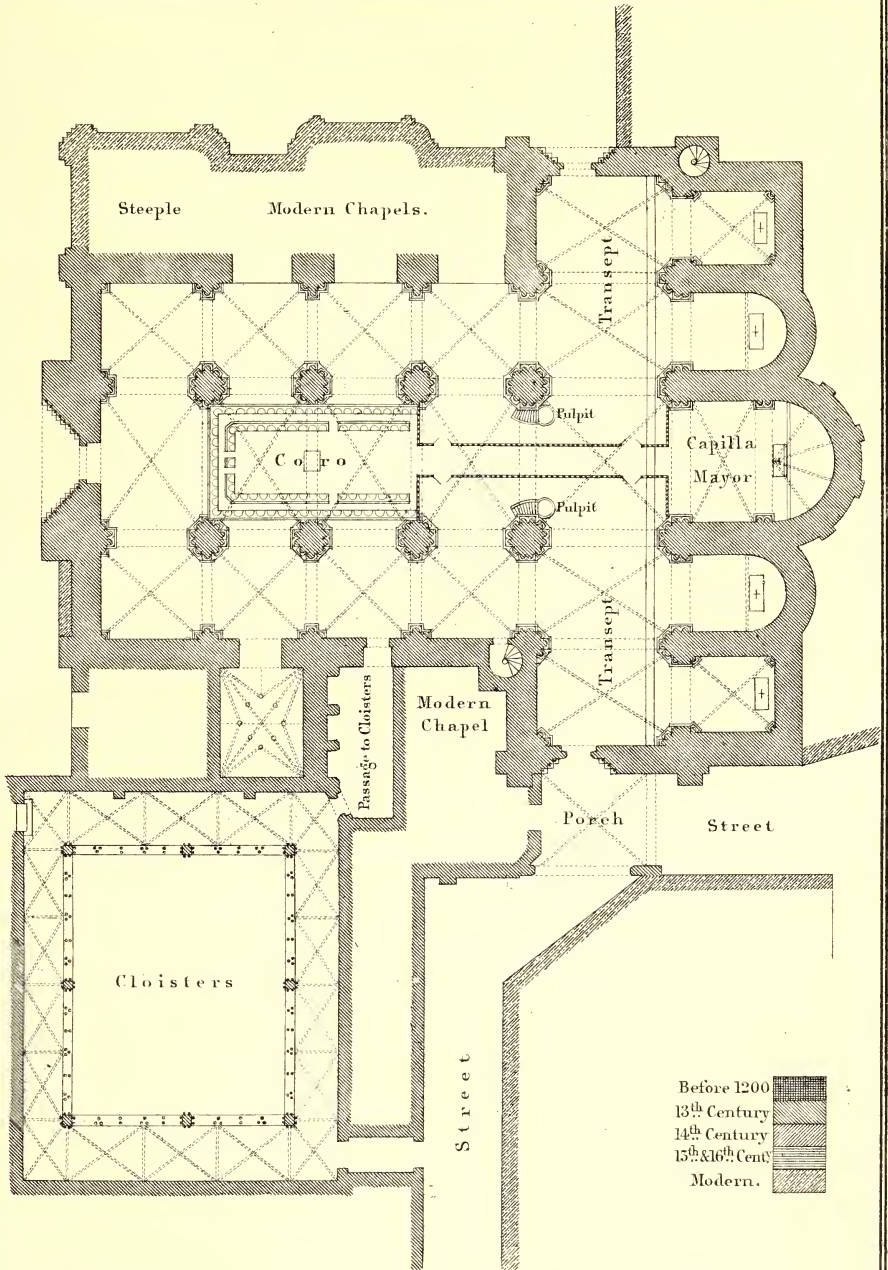 Steeple
Modern Chapels.
Transept
Pulpit
Coro
Capilla
Mayor
Pulpit
Transept
Passage to Cloisters
Modern
Chapel
Porch
Street
Cloisters
Street
Before 1200
13th. Century
14th. Century
15th. & 16th. Centy
Modern.